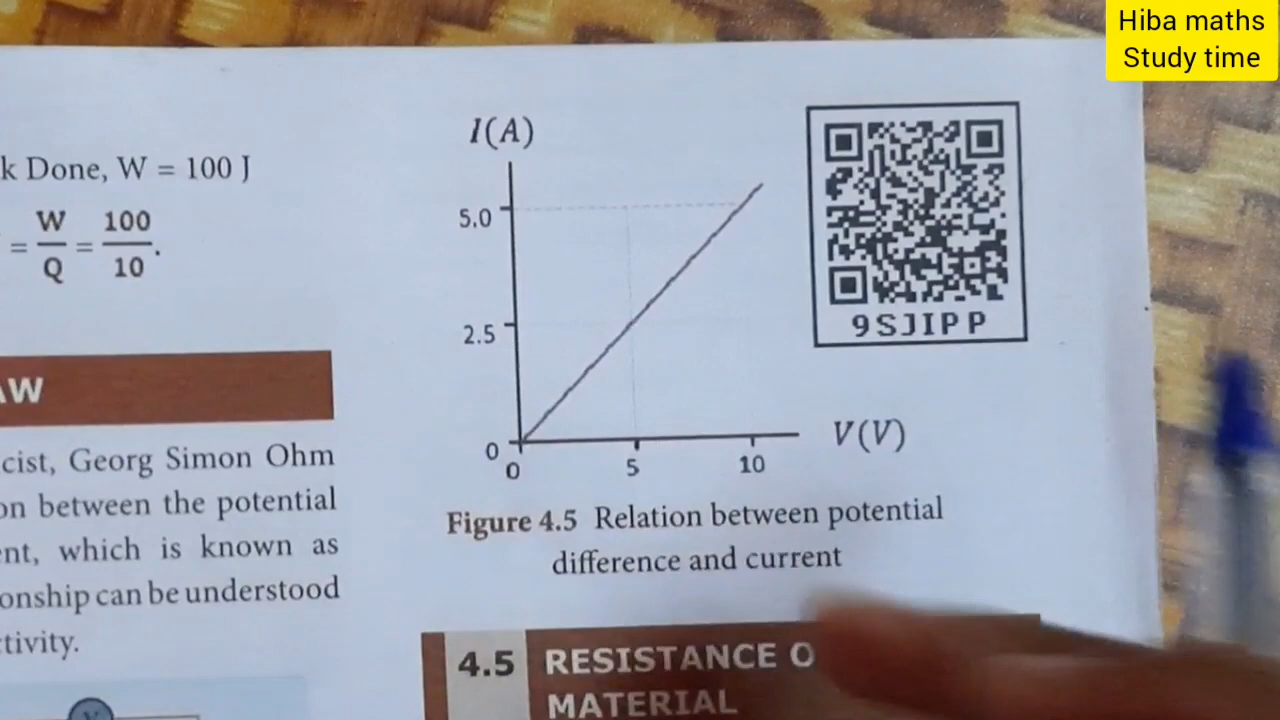 Hiba maths
Study time
k Done, W = 100 J
= W/Q = 100/10.
AW
cist, Georg Simon Ohm
on between the potential
ent, which is known as
onship can be understood
ctivity.
V
I(A)
5.0
2.5
0
0 5 10
V(V)
9SJIPP
Figure 4.5 Relation between potential
difference and current
4.5 RESISTANCE O
MATERIAL